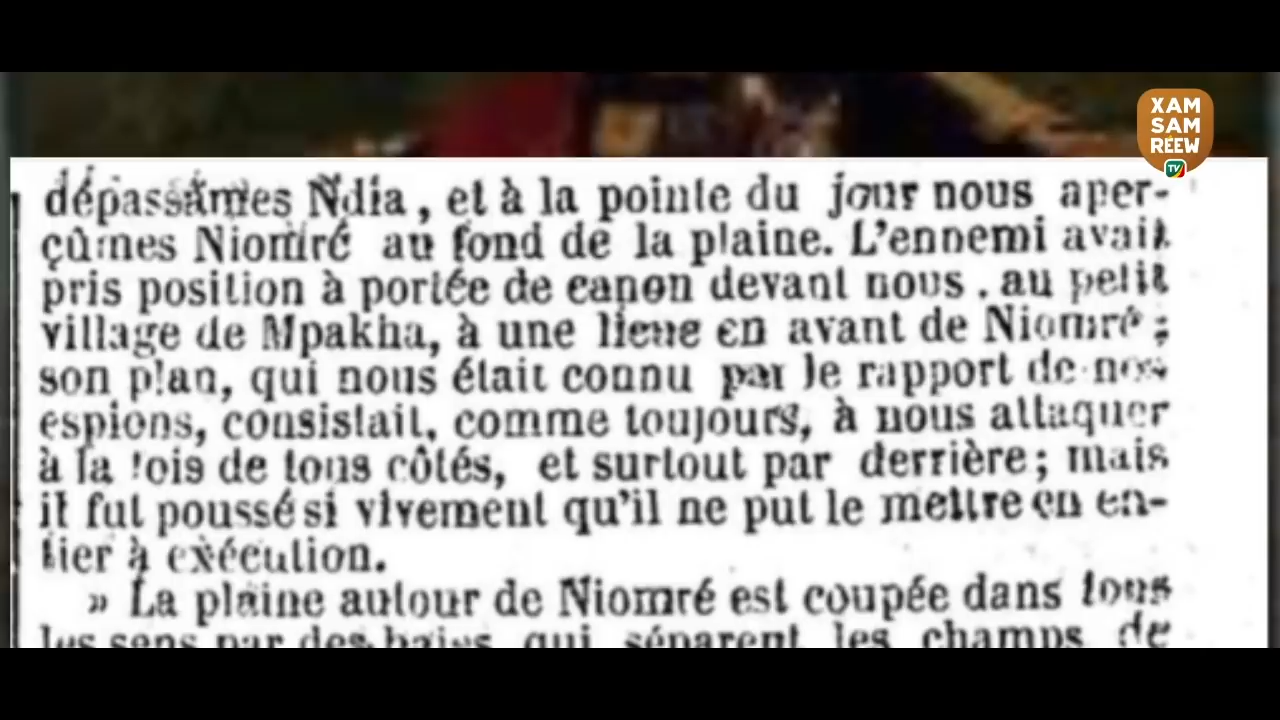 XAM
SAM
RÉEW
TV
dépassâmes Ndia, et à la pointe du jour nous aper-
çûmes Niomré au fond de la plaine. L'ennemi avait
pris position à portée de canon devant nous, au petit
village de Mpakha, à une lieue en avant de Niomré;
son plan, qui nous était connu par le rapport de nos
espions, consistait, comme toujours, à nous attaquer
à la fois de tous côtés, et surtout par derrière; mais
il fut poussé si vivement qu'il ne put le mettre en en-
tier à exécution.
» La plaine autour de Niomré est coupée dans tous
les sens par des haies qui séparent les champs de